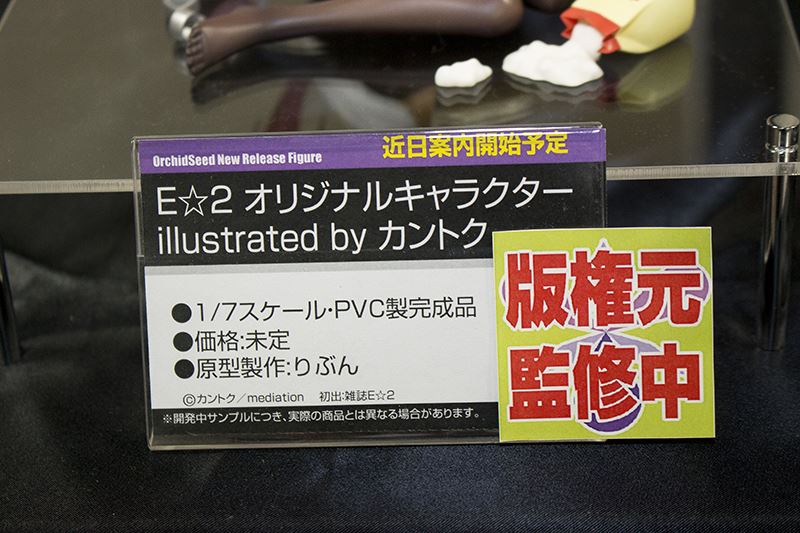 OrchidSeed New Release Figure
近日案内開始予定
E☆2 オリジナルキャラクター
illustrated by カントク
●1/7スケール・PVC製完成品
●価格:未定
●原型製作:りぶん
©カントク/mediation 初出:雑誌E☆2
※開発中サンプルにつき、実際の商品とは異なる場合があります。
版権元
監修中